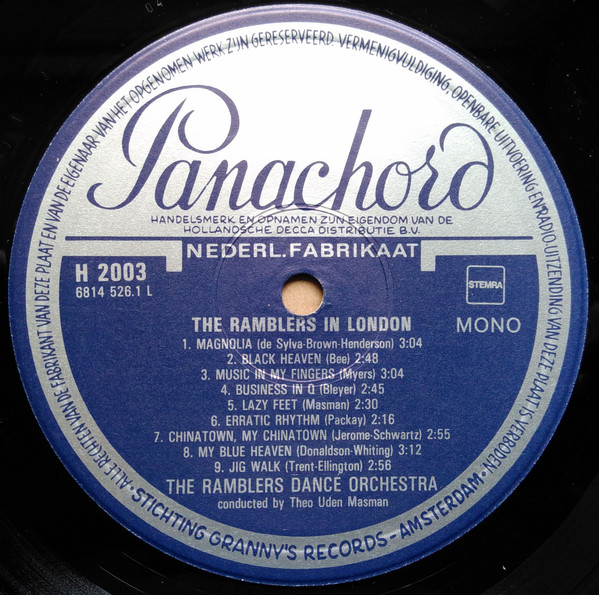 ALLE RECHTEN VAN DE FABRIKANT VAN DEZE PLAAT EN VAN DE EIGENAAR VAN HET OPGENOMEN WERK ZIJN GERESERVEERD. VERMENIGVULDIGING, OPENBARE UITVOERING EN RADIO-UITZENDING VAN DEZE PLAAT IS VERBODEN
Panachord
HANDELSMERK EN OPNAMEN ZIJN EIGENDOM VAN DE
HOLLANDSCHE DECCA DISTRIBUTIE B.V.
NEDERL. FABRIKAAT
H 2003
6814 526.1 L
STEMRA
MONO
THE RAMBLERS IN LONDON
1. MAGNOLIA (de Sylva-Brown-Henderson) 3:04
2. BLACK HEAVEN (Bee) 2:48
3. MUSIC IN MY FINGERS (Myers) 3:04
4. BUSINESS IN Q (Bleyer) 2:45
5. LAZY FEET (Masman) 2:30
6. ERRATIC RHYTHM (Packay) 2:16
7. CHINATOWN, MY CHINATOWN (Jerome-Schwartz) 2:55
8. MY BLUE HEAVEN (Donaldson-Whiting) 3:12
9. JIG WALK (Trent-Ellington) 2:56
THE RAMBLERS DANCE ORCHESTRA
conducted by Theo Uden Masman
• STICHTING GRANNY'S RECORDS - AMSTERDAM •